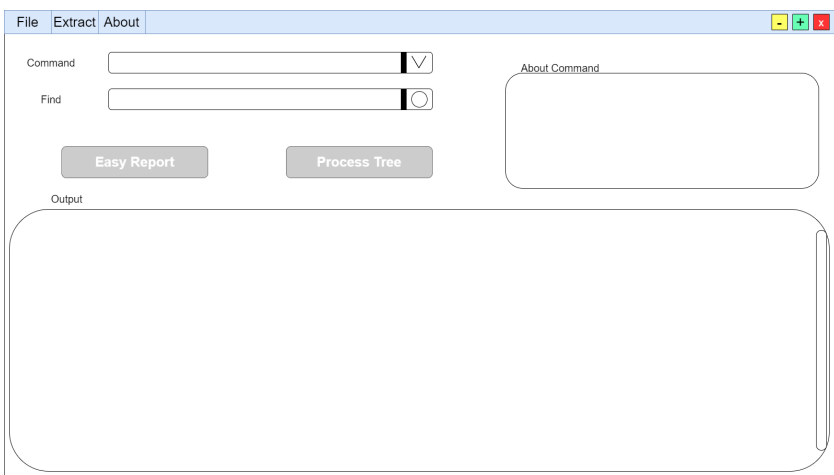 File Extract About - + x
Command
About Command
Find
Easy Report Process Tree
Output